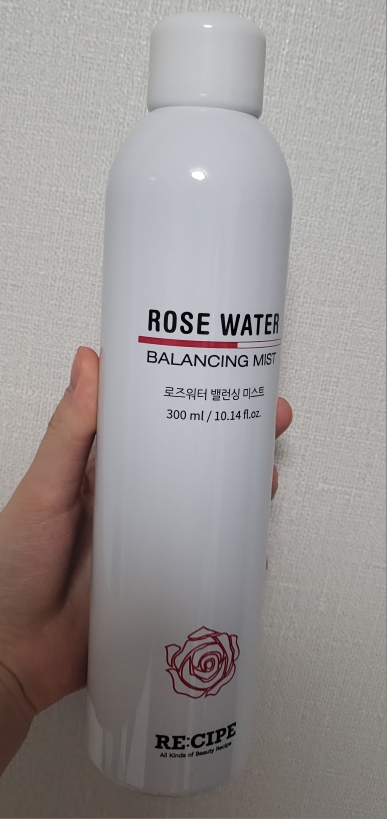 ROSE WATER
BALANCING MIST
로즈워터 밸런싱 미스트
300 ml / 10.14 fl.oz.
RE:CIPE
All Kinds of Beauty Recipe